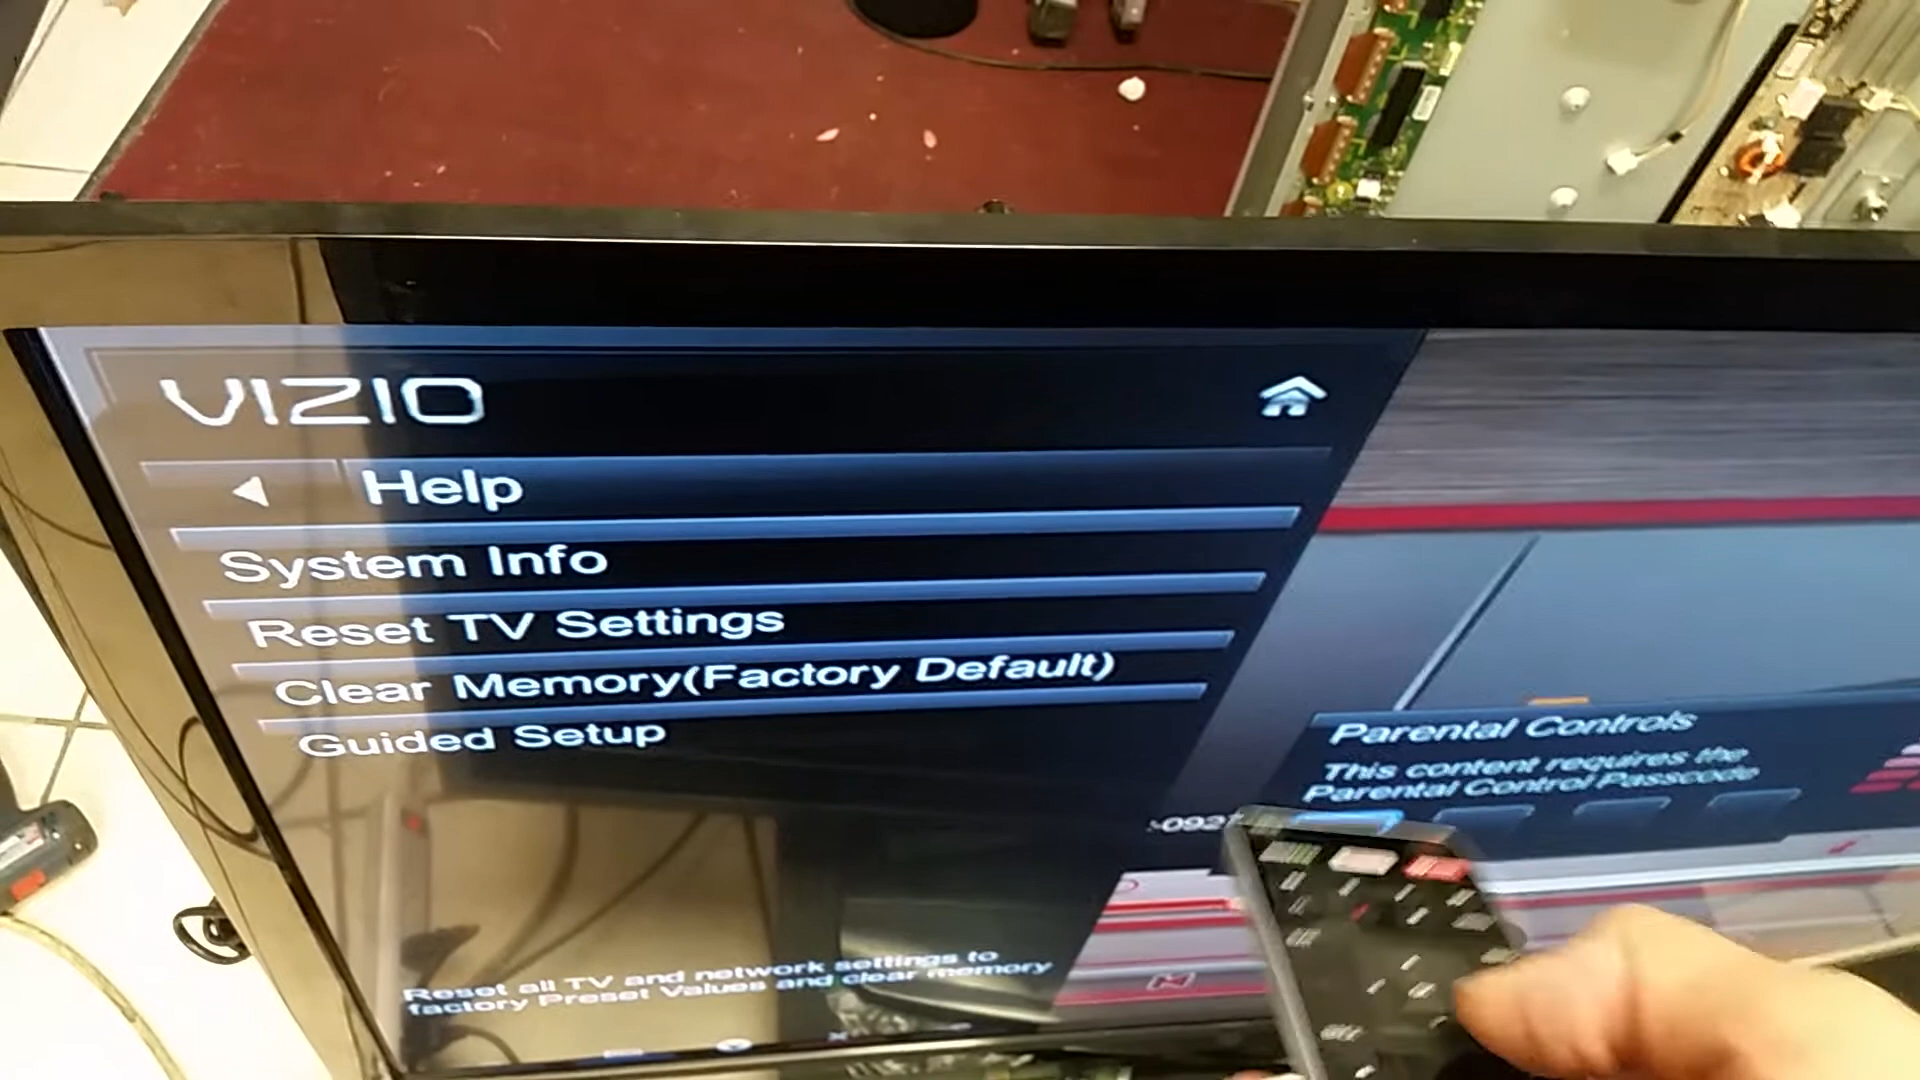 VIZIO
Help
System Info
Reset TV Settings
Clear Memory(Factory Default)
Guided Setup
Parental Controls
This content requires the
Parental Control Passcode
Reset all TV and network settings to
factory Preset Values and clear memory